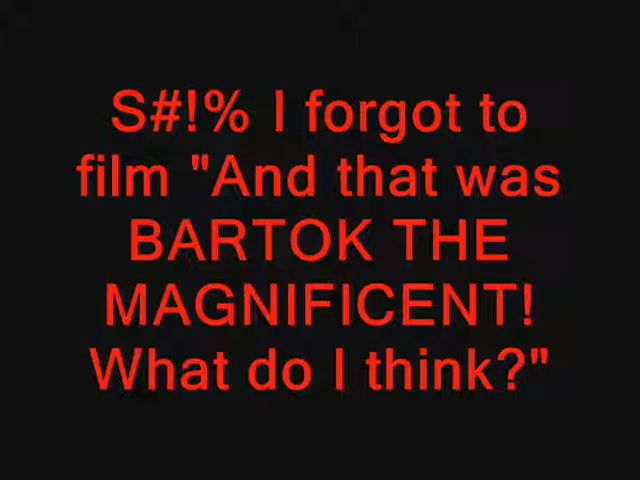 S#!% I forgot to
film "And that was
BARTOK THE
MAGNIFICENT!
What do I think?"